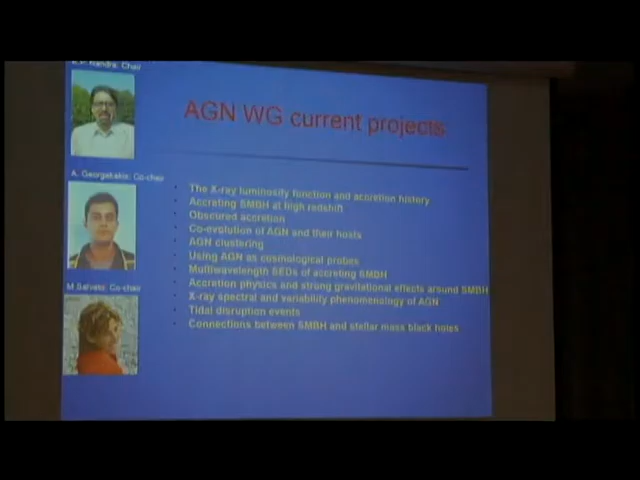 Nandra, Chair
AGN WG current projects
A. Georgakakis: Co-chair
M Salvato: Co-chair
The X-ray luminosity function and accretion history
Accreting SMBH at high redshift
Obscured accretion
Co-evolution of AGN and their hosts
AGN clustering
Using AGN as cosmological probes
Multiwavelength SEDs of accreting SMBH
Accretion physics and strong gravitational effects around SMBH
X-ray spectral and variability phenomenology of AGN
Tidal disruption events
Connections between SMBH and stellar mass black holes